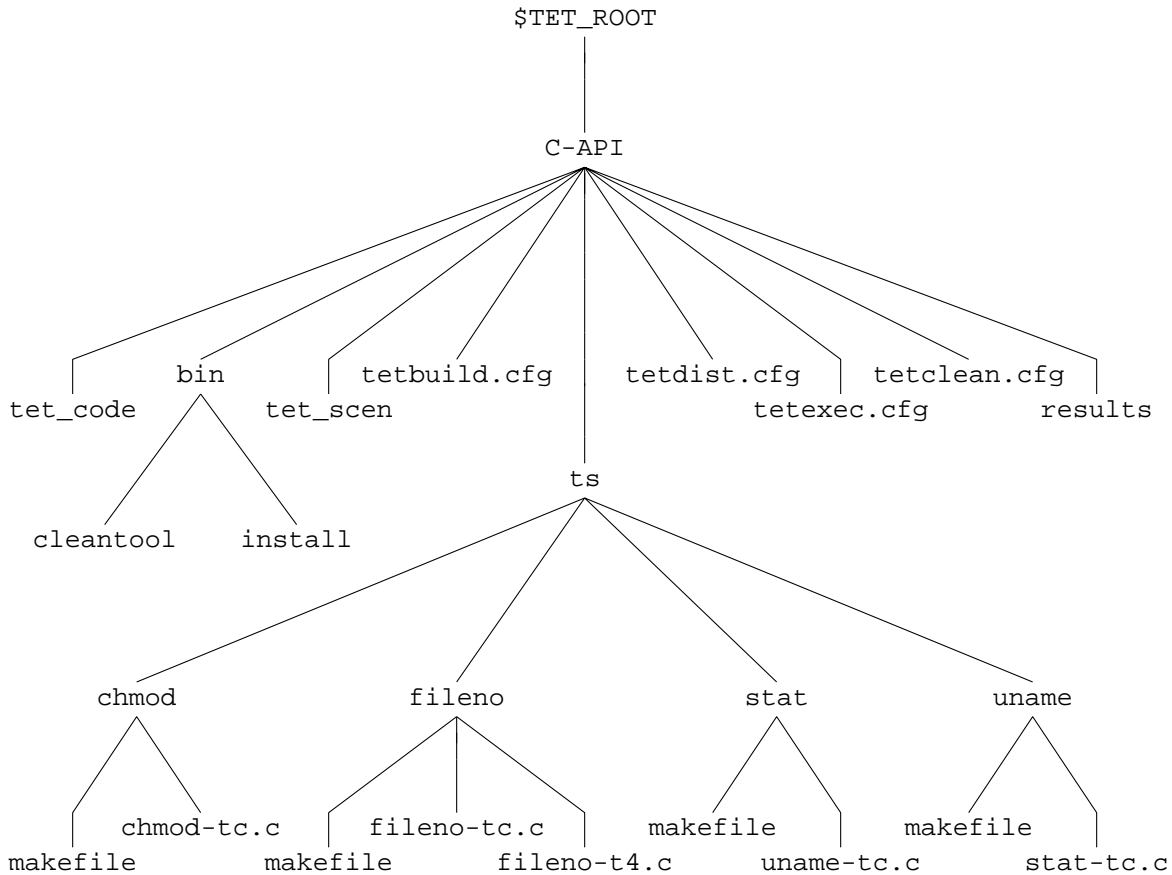 $TET_ROOT
C-API
bin tetbuild.cfg tetdist.cfg tetclean.cfg
tet_code tet_scen tetexec.cfg results
ts
cleantool install
chmod fileno stat uname
chmod-tc.c fileno-tc.c makefile makefile
makefile makefile fileno-t4.c uname-tc.c stat-tc.c